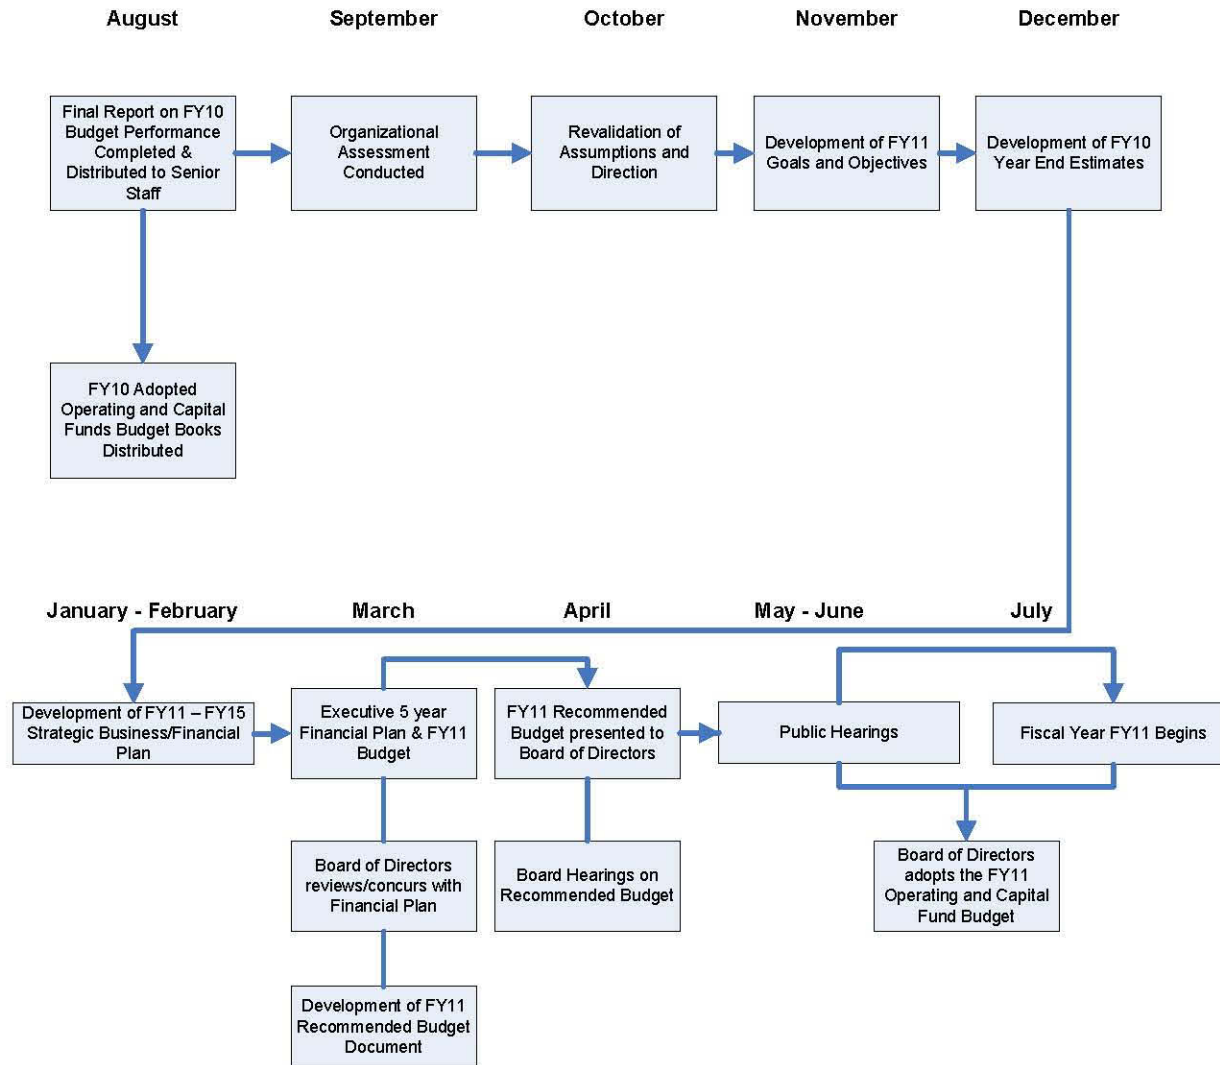 August
September
October
November
December
Final Report on FY10
Budget Performance
Completed &
Distributed to Senior
Staff
Organizational
Assessment
Conducted
Revalidation of
Assumptions and
Direction
Development of FY11
Goals and Objectives
Development of FY10
Year End Estimates
FY10 Adopted
Operating and Capital
Funds Budget Books
Distributed
January - February
March
April
May - June
July
Development of FY11 – FY15
Strategic Business/Financial
Plan
Executive 5 year
Financial Plan & FY11
Budget
FY11 Recommended
Budget presented to
Board of Directors
Public Hearings
Fiscal Year FY11 Begins
Board of Directors
reviews/concurs with
Financial Plan
Board Hearings on
Recommended Budget
Board of Directors
adopts the FY11
Operating and Capital
Fund Budget
Development of FY11
Recommended Budget
Document